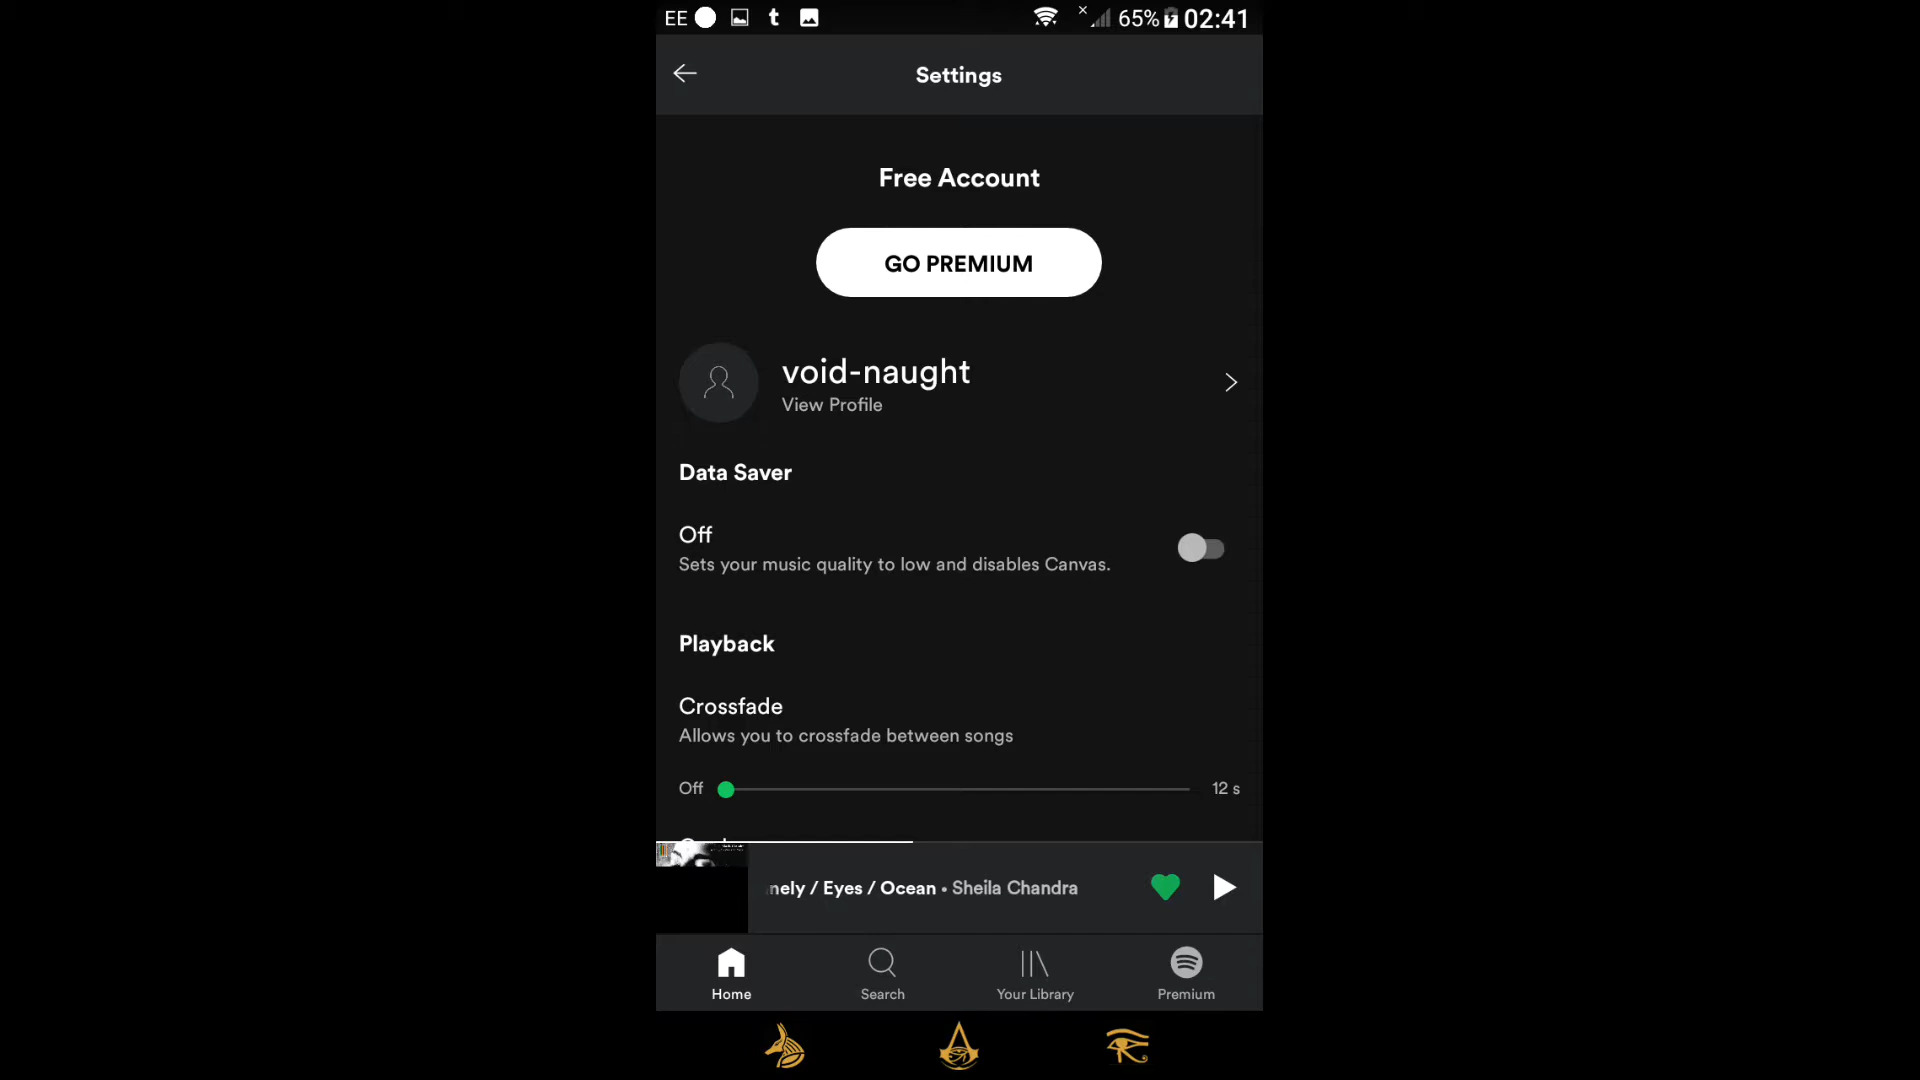 EE 65% 02:41
Settings
Free Account
GO PREMIUM
void-naught
View Profile
Data Saver
Off
Sets your music quality to low and disables Canvas.
Playback
Crossfade
Allows you to crossfade between songs
Off 12 s
nely / Eyes / Ocean • Sheila Chandra
Home Search Your Library Premium